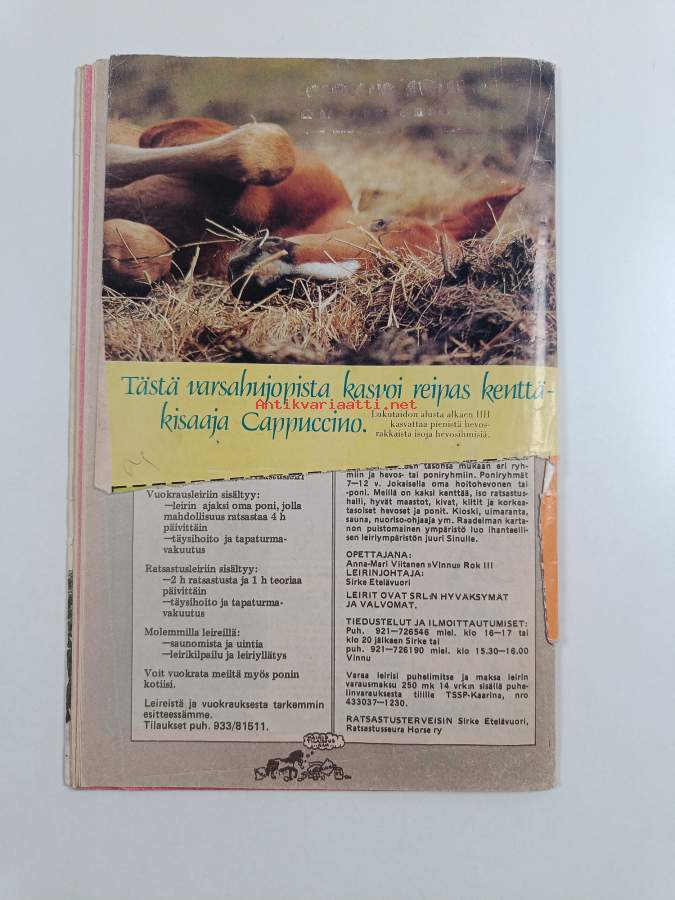 Tästä varsahujopista kasvoi reipas kenttä-
kisaaja Cappuccino.
Antikvariaatti.net
Lukutaidon alusta alkaen HH
kasvattaa pienistä hevos-
rakkaista isoja hevosihmisiä.
Vuokrausleiriin sisältyy:
—leirin ajaksi oma poni, jolla
mahdollisuus ratsastaa 4 h
päivittäin
—täysihoito ja tapaturma-
vakuutus
Ratsastusleiriin sisältyy:
—2 h ratsastusta ja 1 h teoriaa
päivittäin
—täysihoito ja tapaturma-
vakuutus
Molemmilla leireillä:
—saunomista ja uintia
—leirikilpailu ja leiriyllätys
Voit vuokrata meiltä myös ponin
kotiisi.
Leireistä ja vuokrauksesta tarkemmin
esitteessämme.
Tilaukset puh. 933/81511.
tasonsa mukaan eri ryh-
miin ja hevos- tai poniryhmiin. Poniryhmät
7—12 v. Jokaisella oma hoitohevonen tai
-poni. Meillä on kaksi kenttää, iso ratsastus-
halli, hyvät maastot, kivat, kiltit ja korkea-
tasoiset hevoset ja ponit. Kioski, uimaranta,
sauna, nuoriso-ohjaaja ym. Raadelman karta-
non puistomainen ympäristö luo ihanteelli-
sen leiriympäristön juuri Sinulle.
OPETTAJANA:
Anna-Mari Viitanen »Vinnu» Rok III
LEIRINJOHTAJA:
Sirke Etelävuori
LEIRIT OVAT SRL:N HYVÄKSYMÄT
JA VALVOMAT.
TIEDUSTELUT JA ILMOITTAUTUMISET:
Puh. 921—726546 miel. klo 16—17 tai
klo 20 jälkeen Sirke tai
puh. 921—726190 miel. klo 15.30—16.00
Vinnu
Varaa leirisi puhelimitse ja maksa leirin
varausmaksu 250 mk 14 vrk:n sisällä puhe-
linvarauksesta tilille TSSP-Kaarina, nro
433037—1230.
RATSASTUSTERVEISIN Sirke Etelävuori,
Ratsastusseura Horse ry